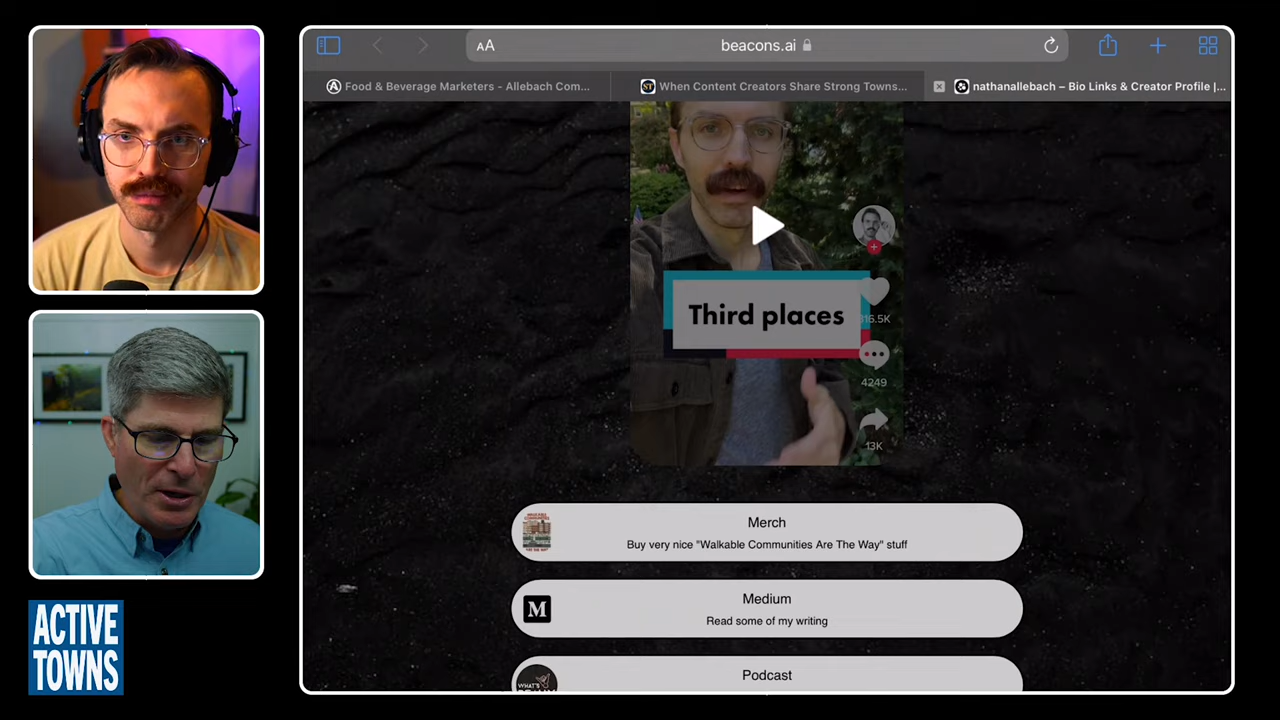 AA
beacons.ai
Food & Beverage Marketers - Allebach Com...
When Content Creators Share Strong Towns...
nathanallebach – Bio Links & Creator Profile |...
Third places
4249
13K
Merch
Buy very nice "Walkable Communities Are The Way" stuff
M
Medium
Read some of my writing
Podcast
WHAT'S
ACTIVE
TOWNS